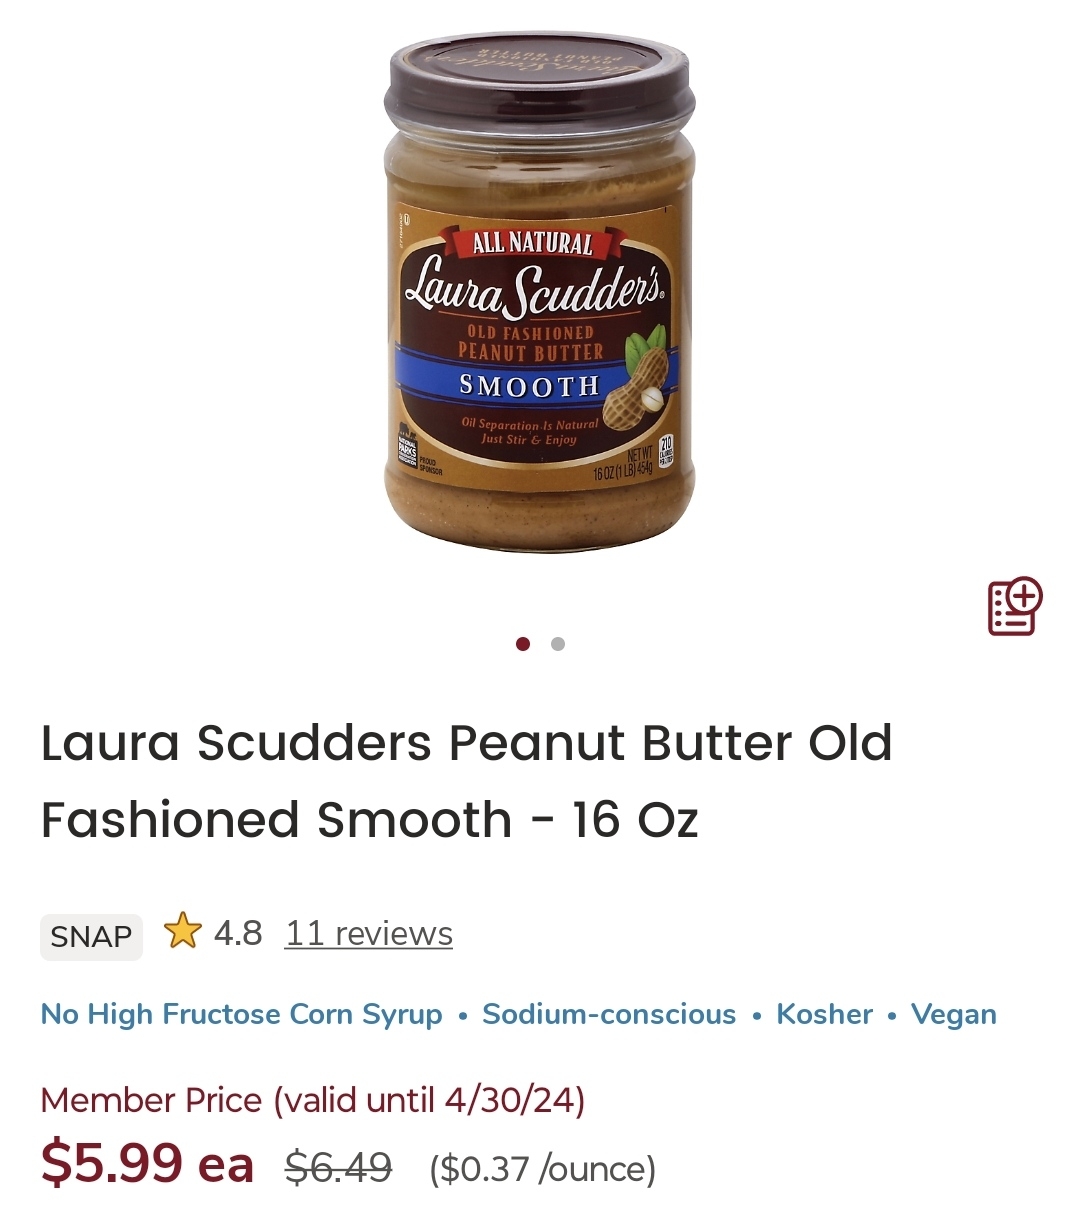 ALL NATURAL
Laura Scudder's®
OLD FASHIONED
PEANUT BUTTER
SMOOTH
Oil Separation Is Natural
Just Stir & Enjoy
NATIONAL
PARKS
PROUD
SPONSOR
NET WT
16 OZ (1 LB) 454g
210
Laura Scudders Peanut Butter Old
Fashioned Smooth - 16 Oz
SNAP 4.8 11 reviews
No High Fructose Corn Syrup • Sodium-conscious • Kosher • Vegan
Member Price (valid until 4/30/24)
$5.99 ea $6.49 ($0.37 /ounce)